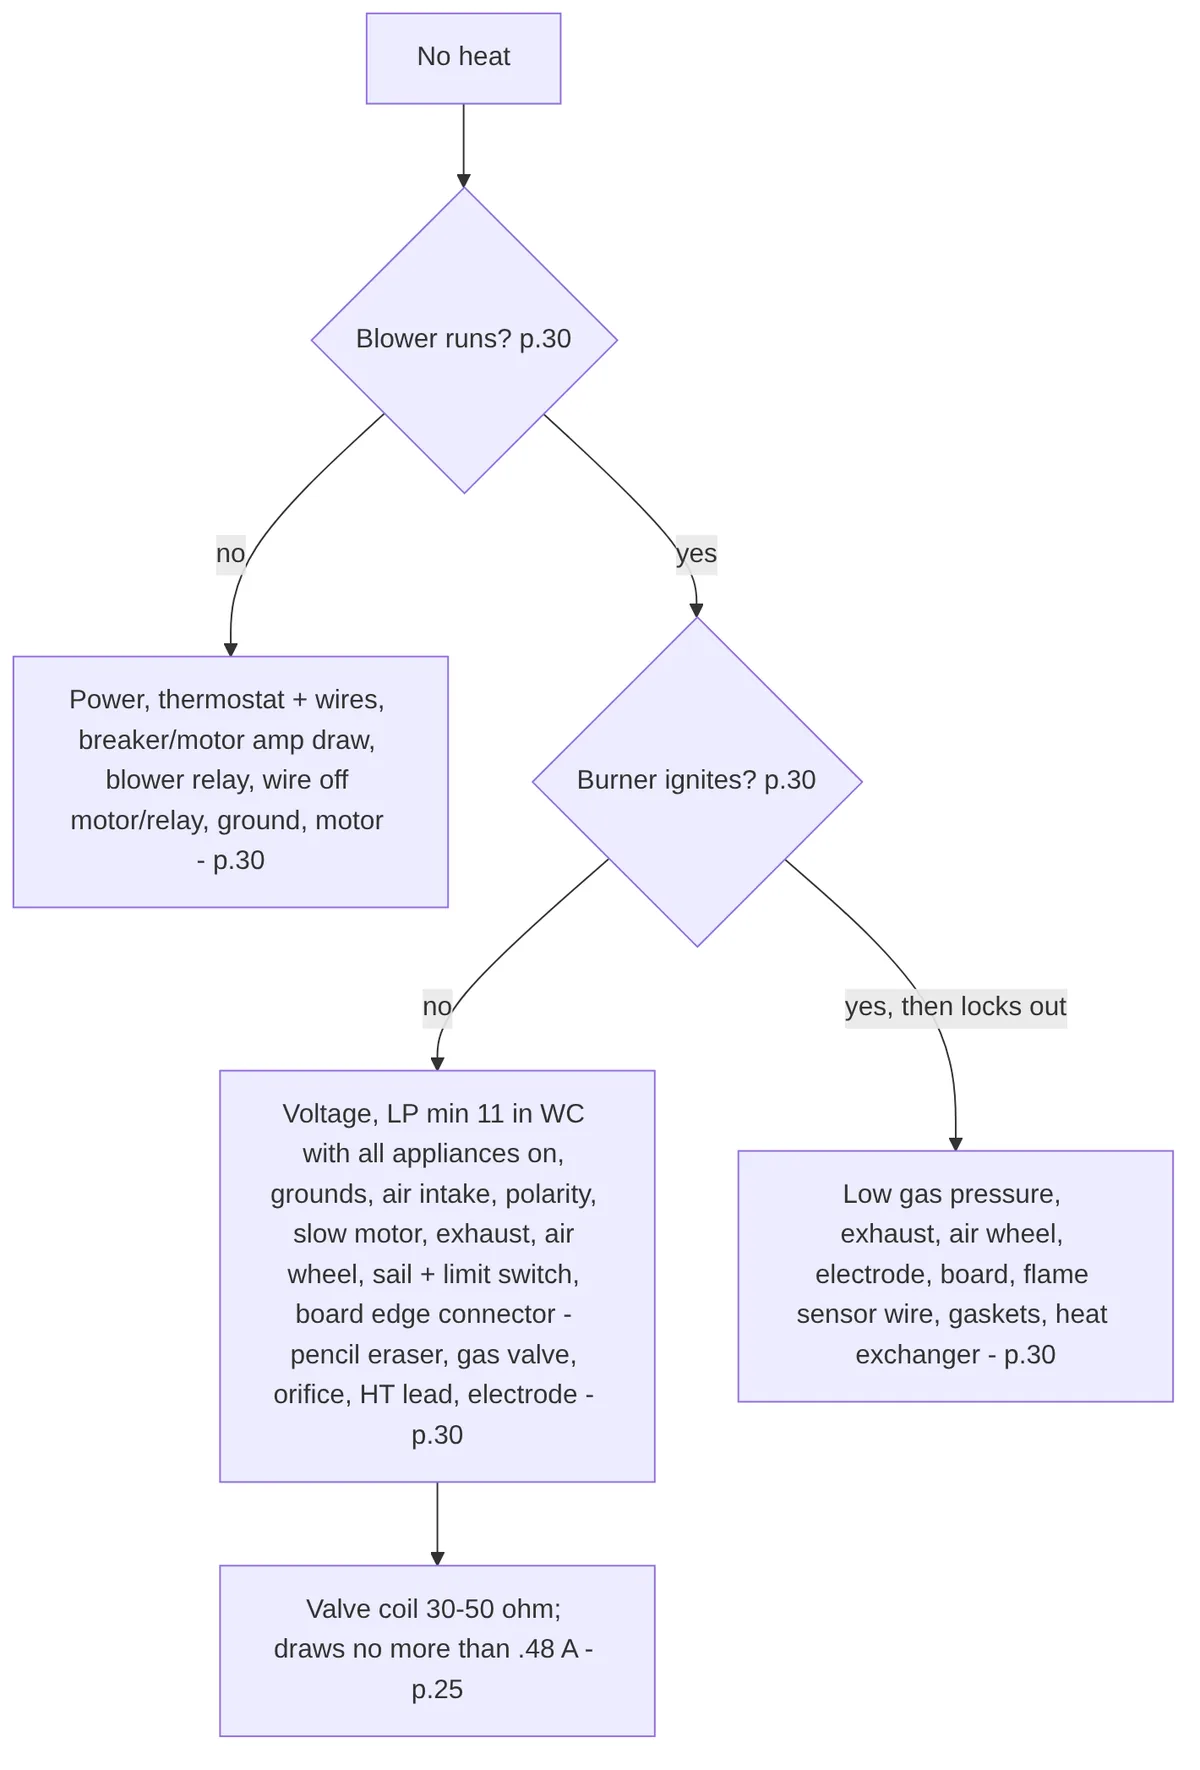 No heat
Blower runs? p.30
no
yes
Power, thermostat + wires,
breaker/motor amp draw,
blower relay, wire off
motor/relay, ground, motor
- p.30
Burner ignites? p.30
no
yes, then locks out
Voltage, LP min 11 in WC
with all appliances on,
grounds, air intake, polarity,
slow motor, exhaust, air
wheel, sail + limit switch,
board edge connector -
pencil eraser, gas valve,
orifice, HT lead, electrode -
p.30
Low gas pressure,
exhaust, air wheel,
electrode, board, flame
sensor wire, gaskets, heat
exchanger - p.30
Valve coil 30-50 ohm;
draws no more than .48 A -
p.25